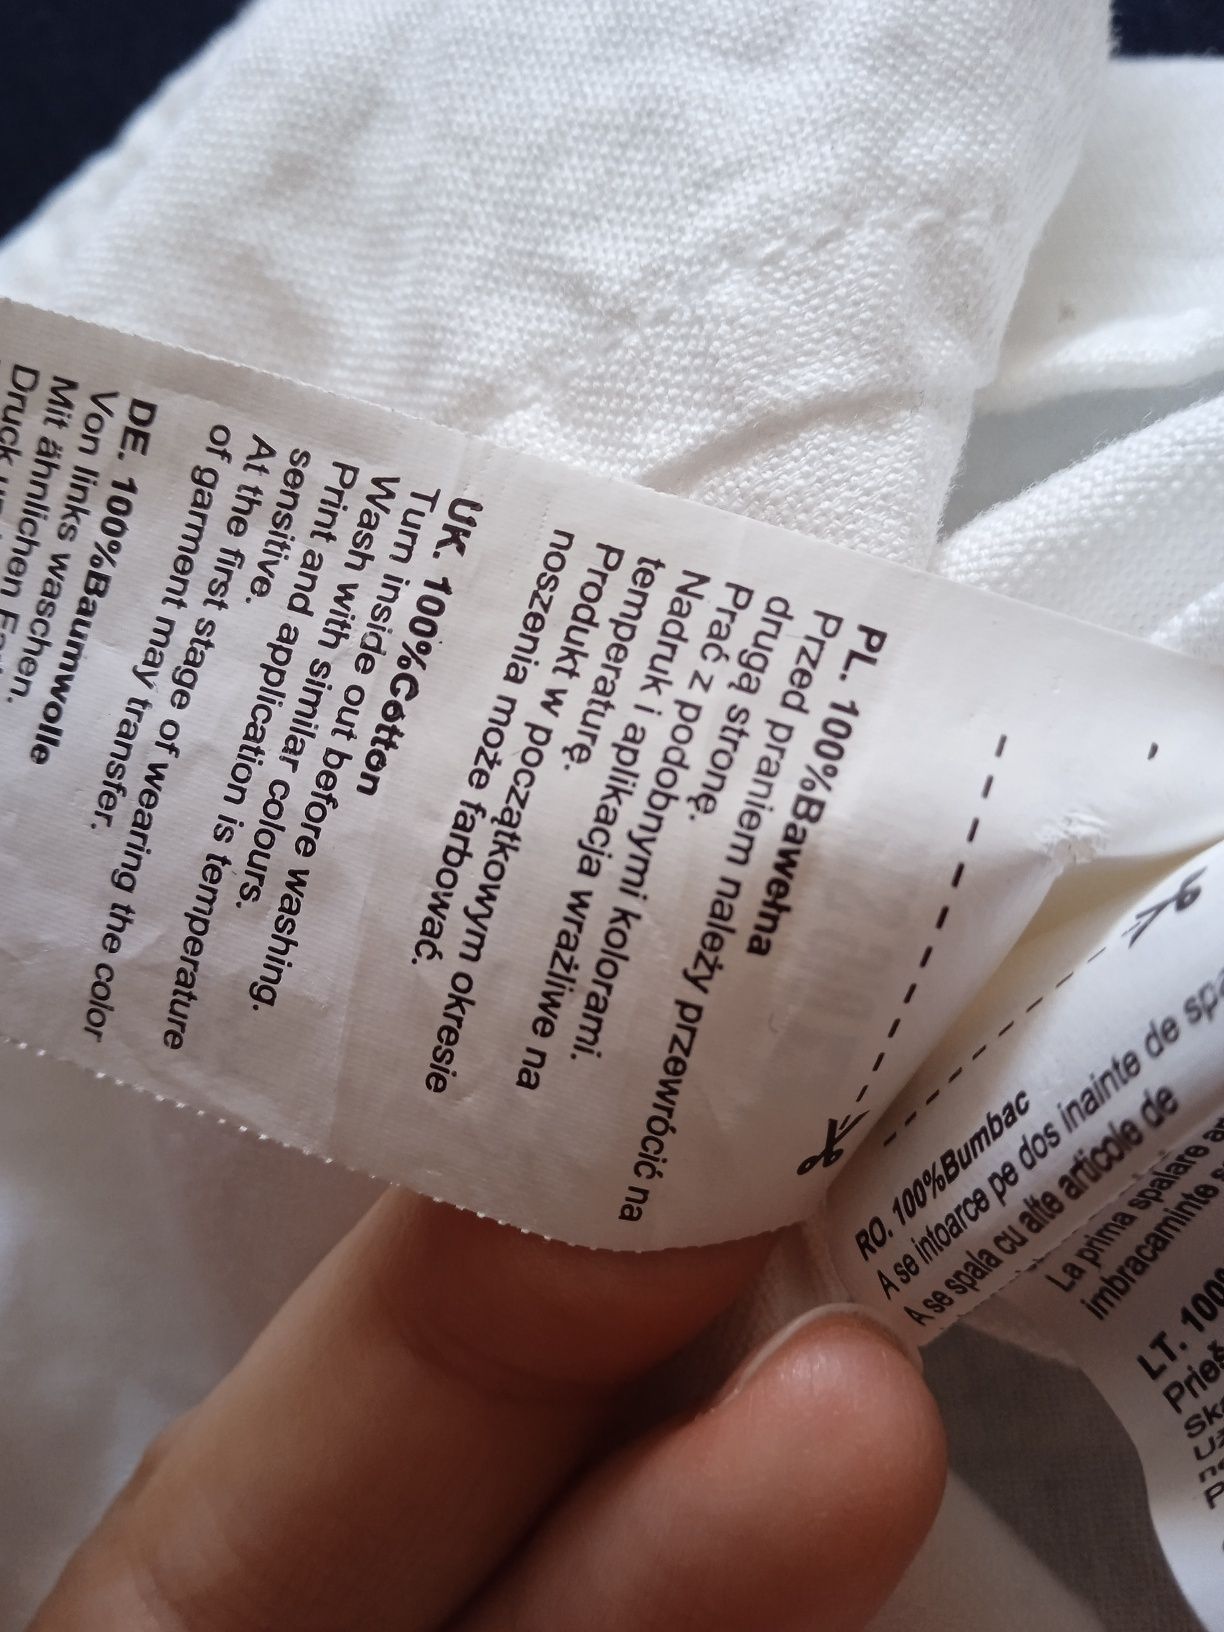 PL. 100%Bawełna
Przed praniem należy przewrócić na
drugą stronę.
Prać z podobnymi kolorami.
Nadruk i aplikacja wrażliwe na
temperaturę.
Produkt w początkowym okresie
noszenia może farbować.
UK. 100%Cotton
Turn inside out before washing.
Wash with similar colours.
Print and application is temperature
sensitive.
At the first stage of wearing the color
of garment may transfer.
DE. 100%Baumwolle
Von links waschen.
Mit ähnlichen
Druck
RO. 100%Bumbac
A se intoarce pe dos inainte de
A se spala cu alte articole de
La prima spalare
imbracaminte
LT. 100%
Prieš